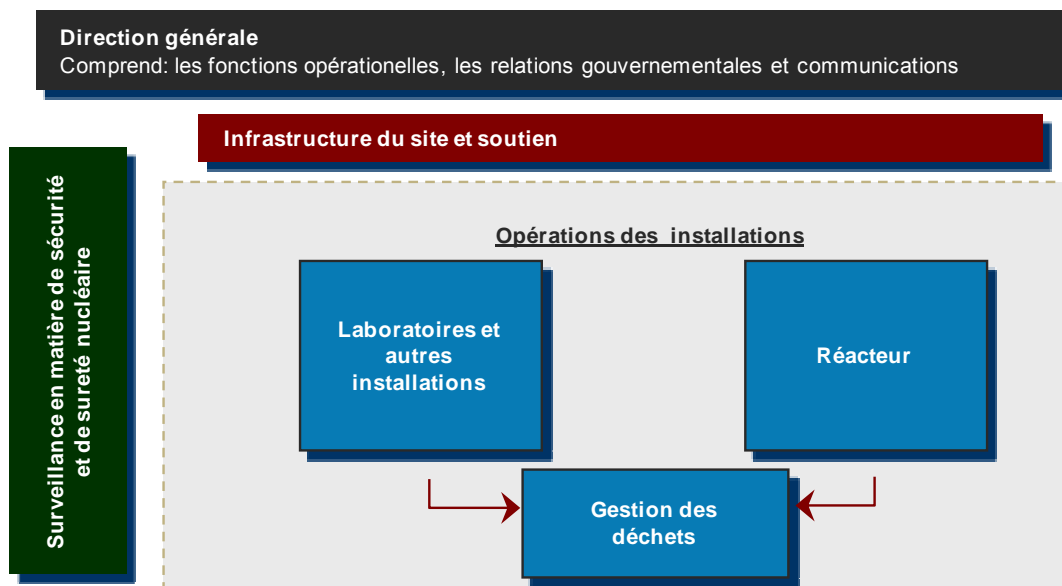 Direction générale
Comprend: les fonctions opérationelles, les relations gouvernementales et communications
Infrastructure du site et soutien
Surveillance en matière de sécurité
et de sureté nucléaire
Opérations des installations
Laboratoires et
autres
installations
Réacteur
Gestion des
déchets